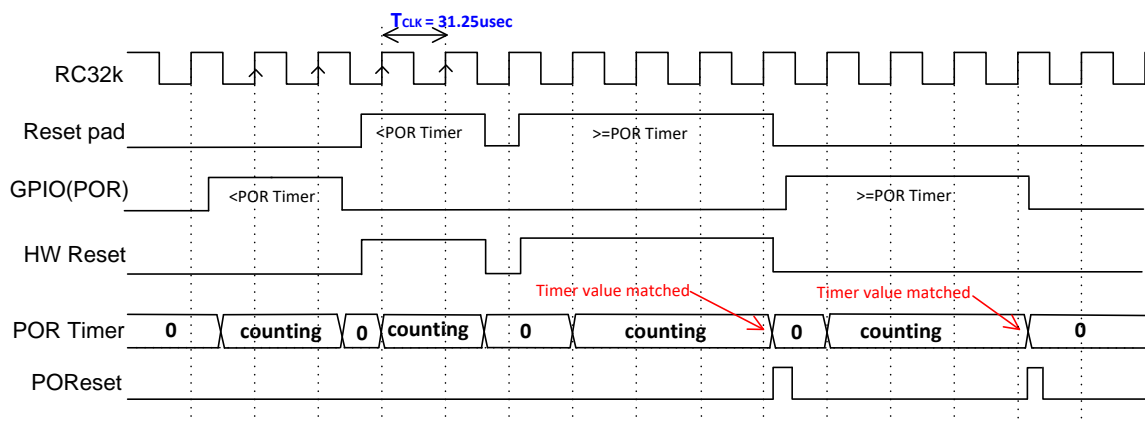 TCLK = 31.25usec
RC32k
Reset pad
<POR Timer
>=POR Timer
GPIO(POR)
<POR Timer
>=POR Timer
HW Reset
Timer value matched
Timer value matched
POR Timer
0
counting
0
counting
0
counting
0
counting
0
POReset